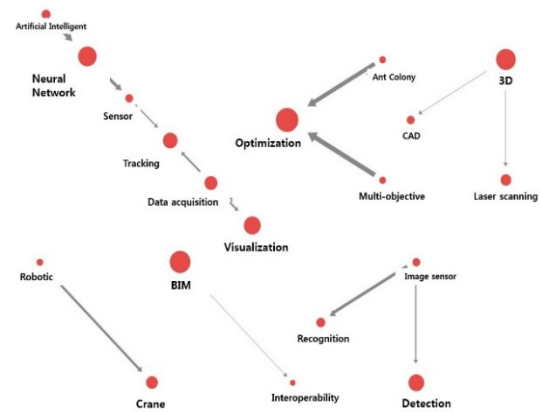 Artificial Intelligent
Neural
Network
Sensor
Tracking
Data acquisition
Visualization
Ant Colony
Optimization
Multi-objective
3D
CAD
Laser scanning
Robotic
Crane
BIM
Interoperability
Image sensor
Recognition
Detection